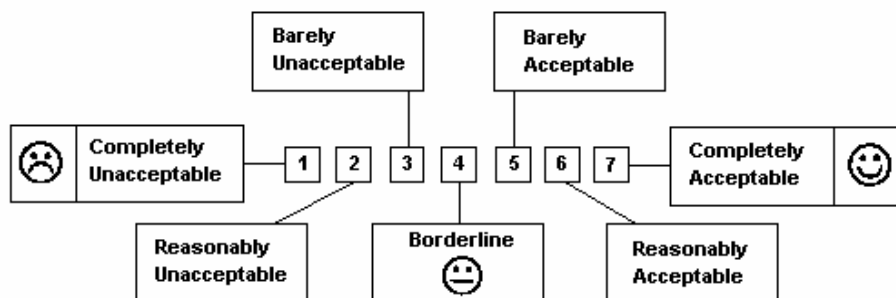 Barely
Unacceptable
Barely
Acceptable
Completely
Unacceptable
1 2 3 4 5 6 7
Completely
Acceptable
Reasonably
Unacceptable
Borderline
Reasonably
Acceptable